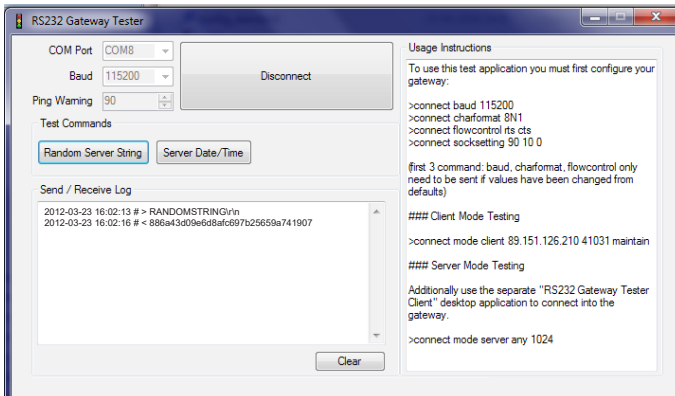 RS232 Gateway Tester
COM Port COM8
Baud 115200
Ping Warning 90
Disconnect
Test Commands
Random Server String Server Date/Time
Send / Receive Log
2012-03-23 16:02:13 # > RANDOMSTRING\r\n
2012-03-23 16:02:16 # < 886a43d09e6d8afc697b25659a741907
Clear
Usage Instructions
To use this test application you must first configure your
gateway:
>connect baud 115200
>connect charformat 8N1
>connect flowcontrol rts cts
>connect socksetting 90 10 0
(first 3 command: baud, charformat, flowcontrol only
need to be sent if values have been changed from
defaults)
### Client Mode Testing
>connect mode client 89.151.126.210 41031 maintain
### Server Mode Testing
Additionally use the separate "RS232 Gateway Tester
Client" desktop application to connect into the
gateway.
>connect mode server any 1024